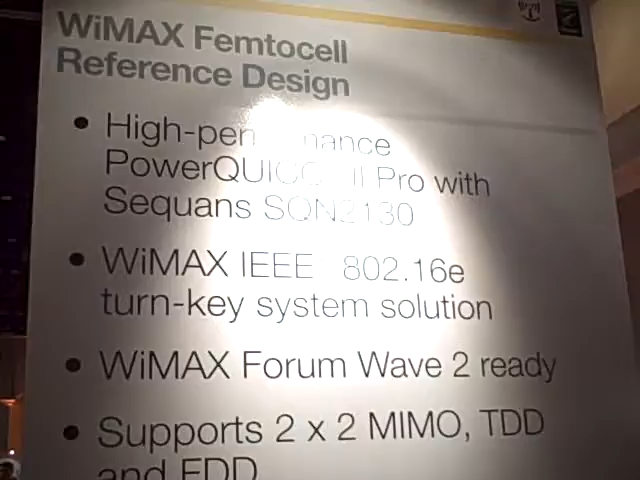 WiMAX Femtocell
Reference Design
• High-performance
PowerQUICC II Pro with
Sequans SQN2130
• WiMAX IEEE 802.16e
turn-key system solution
• WiMAX Forum Wave 2 ready
• Supports 2 x 2 MIMO, TDD
and FDD